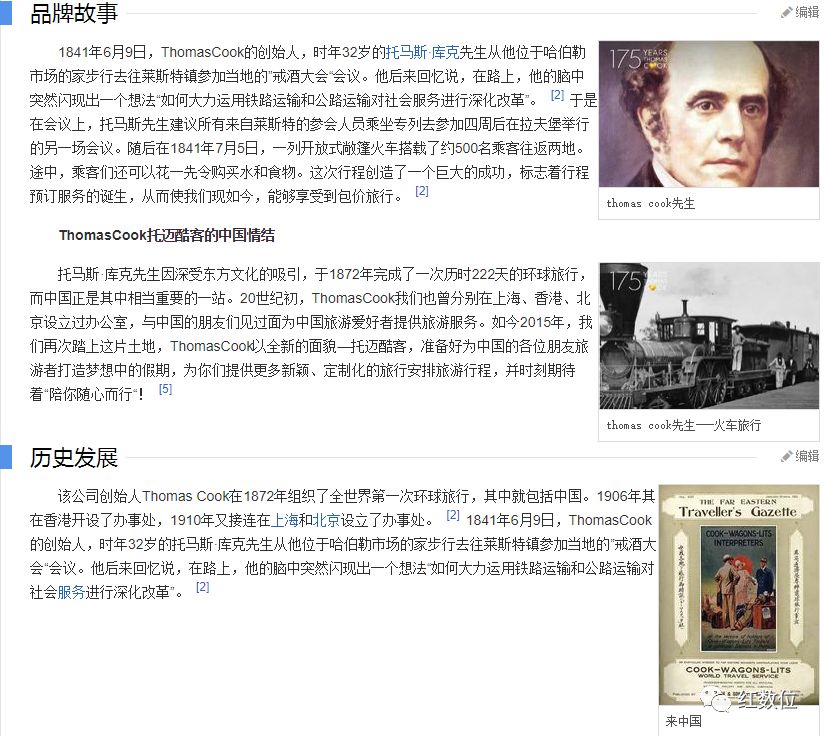 品牌故事
编辑
1841年6月9日，ThomasCook的创始人，时年32岁的托马斯·库克先生从他位于哈伯勒
市场的家步行去往莱斯特镇参加当地的”戒酒大会“会议。他后来回忆说，在路上，他的脑中
突然闪现出一个想法“如何大力运用铁路运输和公路运输对社会服务进行深化改革”。 [2] 于是
在会议上，托马斯先生建议所有来自莱斯特的参会人员乘坐专列去参加四周后在拉夫堡举行
的另一场会议。随后在1841年7月5日，一列开放式敞篷火车搭载了约500名乘客往返两地。
途中，乘客们还可以花一先令购买水和食物。这次行程创造了一个巨大的成功，标志着行程
预订服务的诞生，从而使我们现如今，能够享受到包价旅行。 [2]
175 YEARS
THOMAS
COOK
thomas cook先生
ThomasCook托迈酷客的中国情结
托马斯·库克先生因深受东方文化的吸引，于1872年完成了一次历时222天的环球旅行，
而中国正是其中相当重要的一站。20世纪初，ThomasCook我们也曾分别在上海、香港、北
京设立过办公室，与中国的朋友们见过面为中国旅游爱好者提供旅游服务。如今2015年，我
们再次踏上这片土地，ThomasCook以全新的面貌—托迈酷客，准备好为中国的各位朋友旅
游者打造梦想中的假期，为你们提供更多新颖、定制化的旅行安排旅游行程，并时刻期待
着“陪你随心而行“！ [5]
175 YEARS
thomas cook先生——火车旅行
历史发展
编辑
该公司创始人Thomas Cook在1872年组织了全世界第一次环球旅行，其中就包括中国。1906年其
在香港开设了办事处，1910年又接连在上海和北京设立了办事处。 [2] 1841年6月9日，ThomasCook
的创始人，时年32岁的托马斯·库克先生从他位于哈伯勒市场的家步行去往莱斯特镇参加当地的”戒酒大
会“会议。他后来回忆说，在路上，他的脑中突然闪现出一个想法“如何大力运用铁路运输和公路运输对
社会服务进行深化改革”。 [2]
THE FAR EASTERN
Traveller's Gazette
COOK-WAGONS-LITS
INTERPRETERS
COOK-WAGONS-LITS
WORLD TRAVEL SERVICE
红数位
来中国